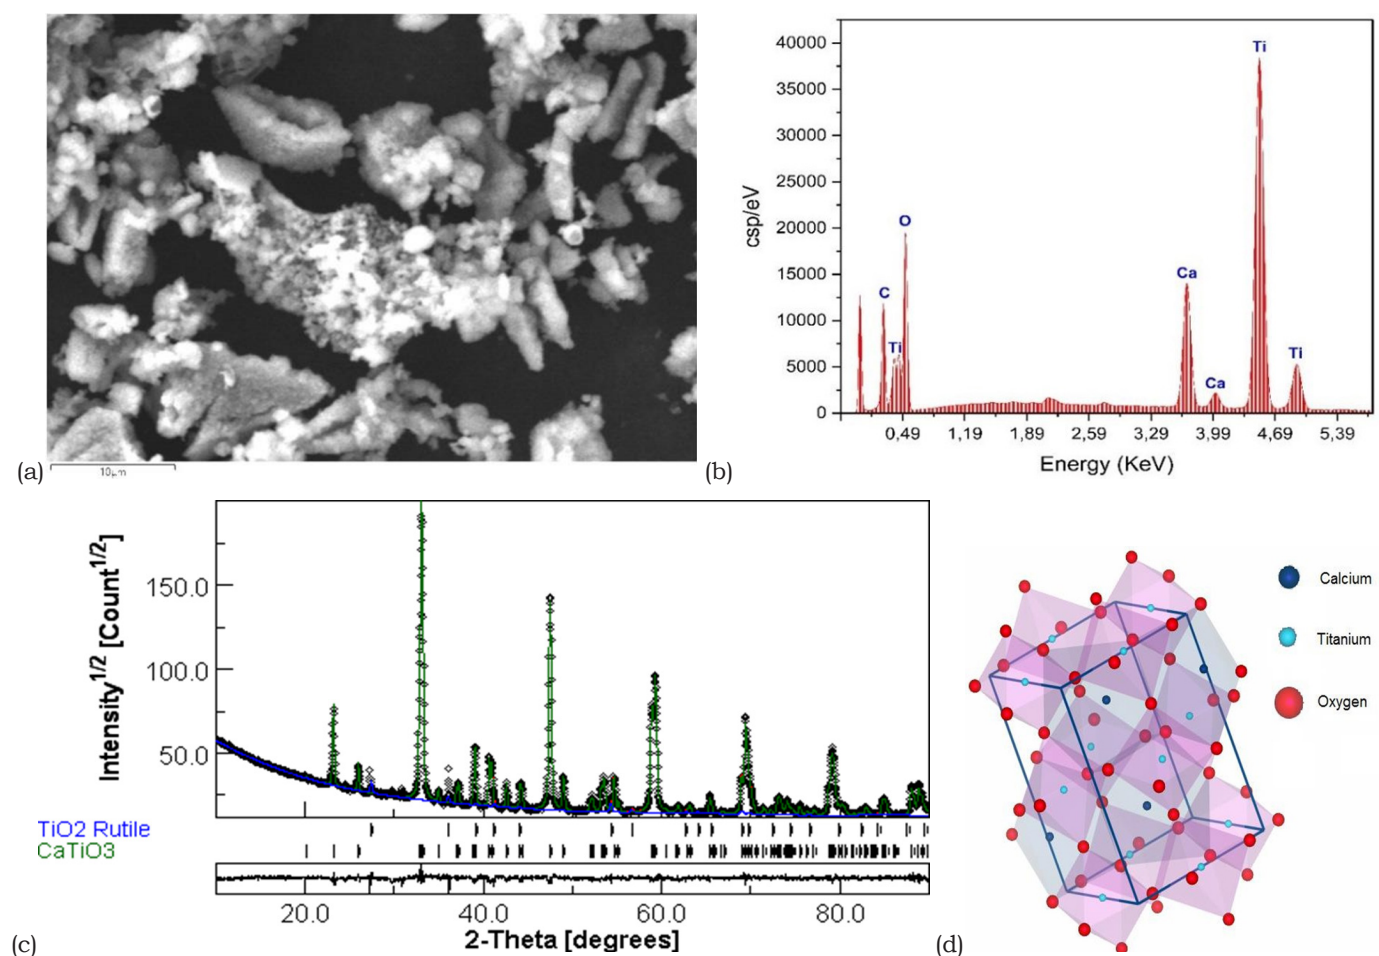 (a)
10μm
(b)
csp/eV
40000
35000
30000
25000
20000
15000
10000
5000
0
C
Ti
O
Ca
Ca
Ti
Ti
0,49 1,19 1,89 2,59 3,29 3,99 4,69 5,39
Energy (KeV)
(c)
Intensity1/2 [Count1/2]
150.0
100.0
50.0
TiO2 Rutile
CaTiO3
20.0 40.0 60.0 80.0
2-Theta [degrees]
(d)
Calcium
Titanium
Oxygen